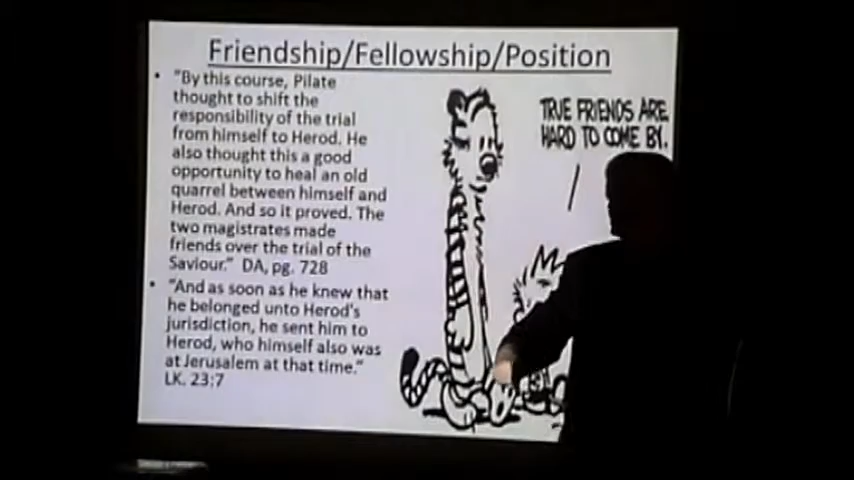 Friendship/Fellowship/Position
• "By this course, Pilate
thought to shift the
responsibility of the trial
from himself to Herod. He
also thought this a good
opportunity to heal an old
quarrel between himself and
Herod. And so it proved. The
two magistrates made
friends over the trial of the
Saviour." DA, pg. 728
• "And as soon as he knew that
he belonged unto Herod's
jurisdiction, he sent him to
Herod, who himself also was
at Jerusalem at that time."
LK. 23:7
TRUE FRIENDS ARE
HARD TO COME BY.